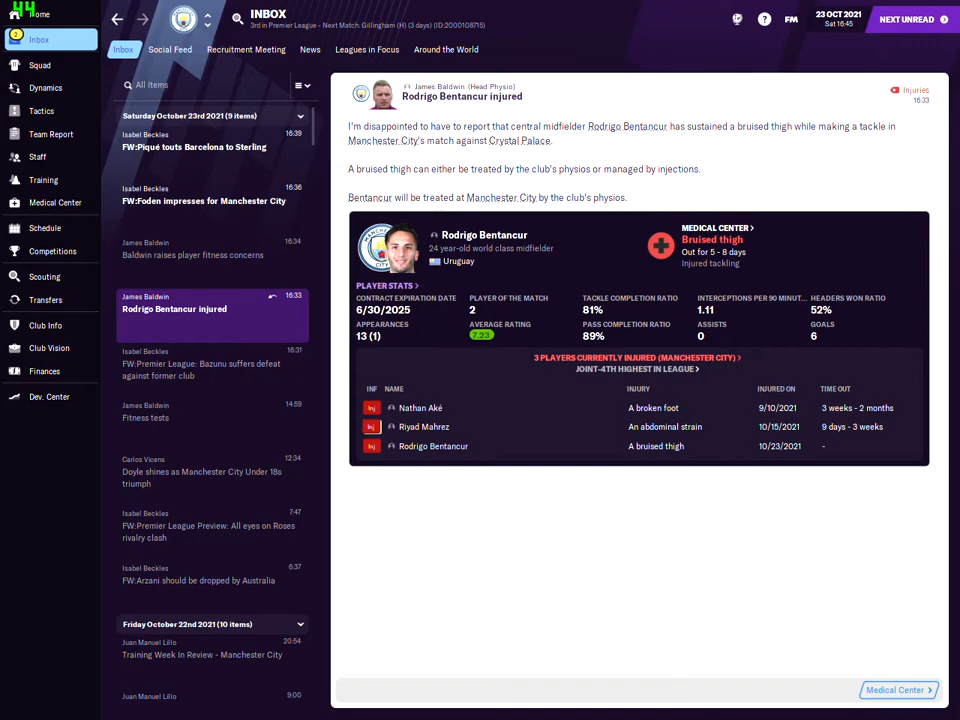 44
Home
INBOX
3rd in Premier League - Next Match: Gillingham (H) (3 days) (ID:2000108715)
FM
23 OCT 2021
Sat 16:45
NEXT UNREAD
2
Inbox
Squad
Dynamics
Tactics
Team Report
Staff
Training
Medical Center
Schedule
Competitions
Scouting
Transfers
Club Info
Club Vision
Finances
Dev. Center
Inbox
Social Feed
Recruitment Meeting
News
Leagues in Focus
Around the World
All Items
Saturday October 23rd 2021 (9 items)
Isabel Beckles 16:39
FW:Piqué touts Barcelona to Sterling
Isabel Beckles 16:36
FW:Foden impresses for Manchester City
James Baldwin 16:34
Baldwin raises player fitness concerns
James Baldwin 16:33
Rodrigo Bentancur injured
Isabel Beckles 16:31
FW:Premier League: Bazunu suffers defeat
against former club
James Baldwin 14:59
Fitness tests
Carlos Vicens 12:34
Doyle shines as Manchester City Under 18s
triumph
Isabel Beckles 7:47
FW:Premier League Preview: All eyes on Roses
rivalry clash
Isabel Beckles 6:37
FW:Arzani should be dropped by Australia
Friday October 22nd 2021 (10 items)
Juan Manuel Lillo 20:54
Training Week In Review - Manchester City
Juan Manuel Lillo 9:00
James Baldwin (Head Physio)
Rodrigo Bentancur injured
Injuries
16:33
I'm disappointed to have to report that central midfielder Rodrigo Bentancur has sustained a bruised thigh while making a tackle in
Manchester City's match against Crystal Palace.
A bruised thigh can either be treated by the club's physios or managed by injections.
Bentancur will be treated at Manchester City by the club's physios.
Rodrigo Bentancur
24 year-old world class midfielder
Uruguay
MEDICAL CENTER
Bruised thigh
Out for 5 - 8 days
Injured tackling
PLAYER STATS
CONTRACT EXPIRATION DATE PLAYER OF THE MATCH TACKLE COMPLETION RATIO INTERCEPTIONS PER 90 MINUT... HEADERS WON RATIO
6/30/2025 2 81% 1.11 52%
APPEARANCES AVERAGE RATING PASS COMPLETION RATIO ASSISTS GOALS
13 (1) 7.23 89% 0 6
3 PLAYERS CURRENTLY INJURED (MANCHESTER CITY)
JOINT-4TH HIGHEST IN LEAGUE
INF NAME INJURY INJURED ON TIME OUT
Inj Nathan Aké A broken foot 9/10/2021 3 weeks - 2 months
Inj Riyad Mahrez An abdominal strain 10/15/2021 9 days - 3 weeks
Inj Rodrigo Bentancur A bruised thigh 10/23/2021 -
Medical Center